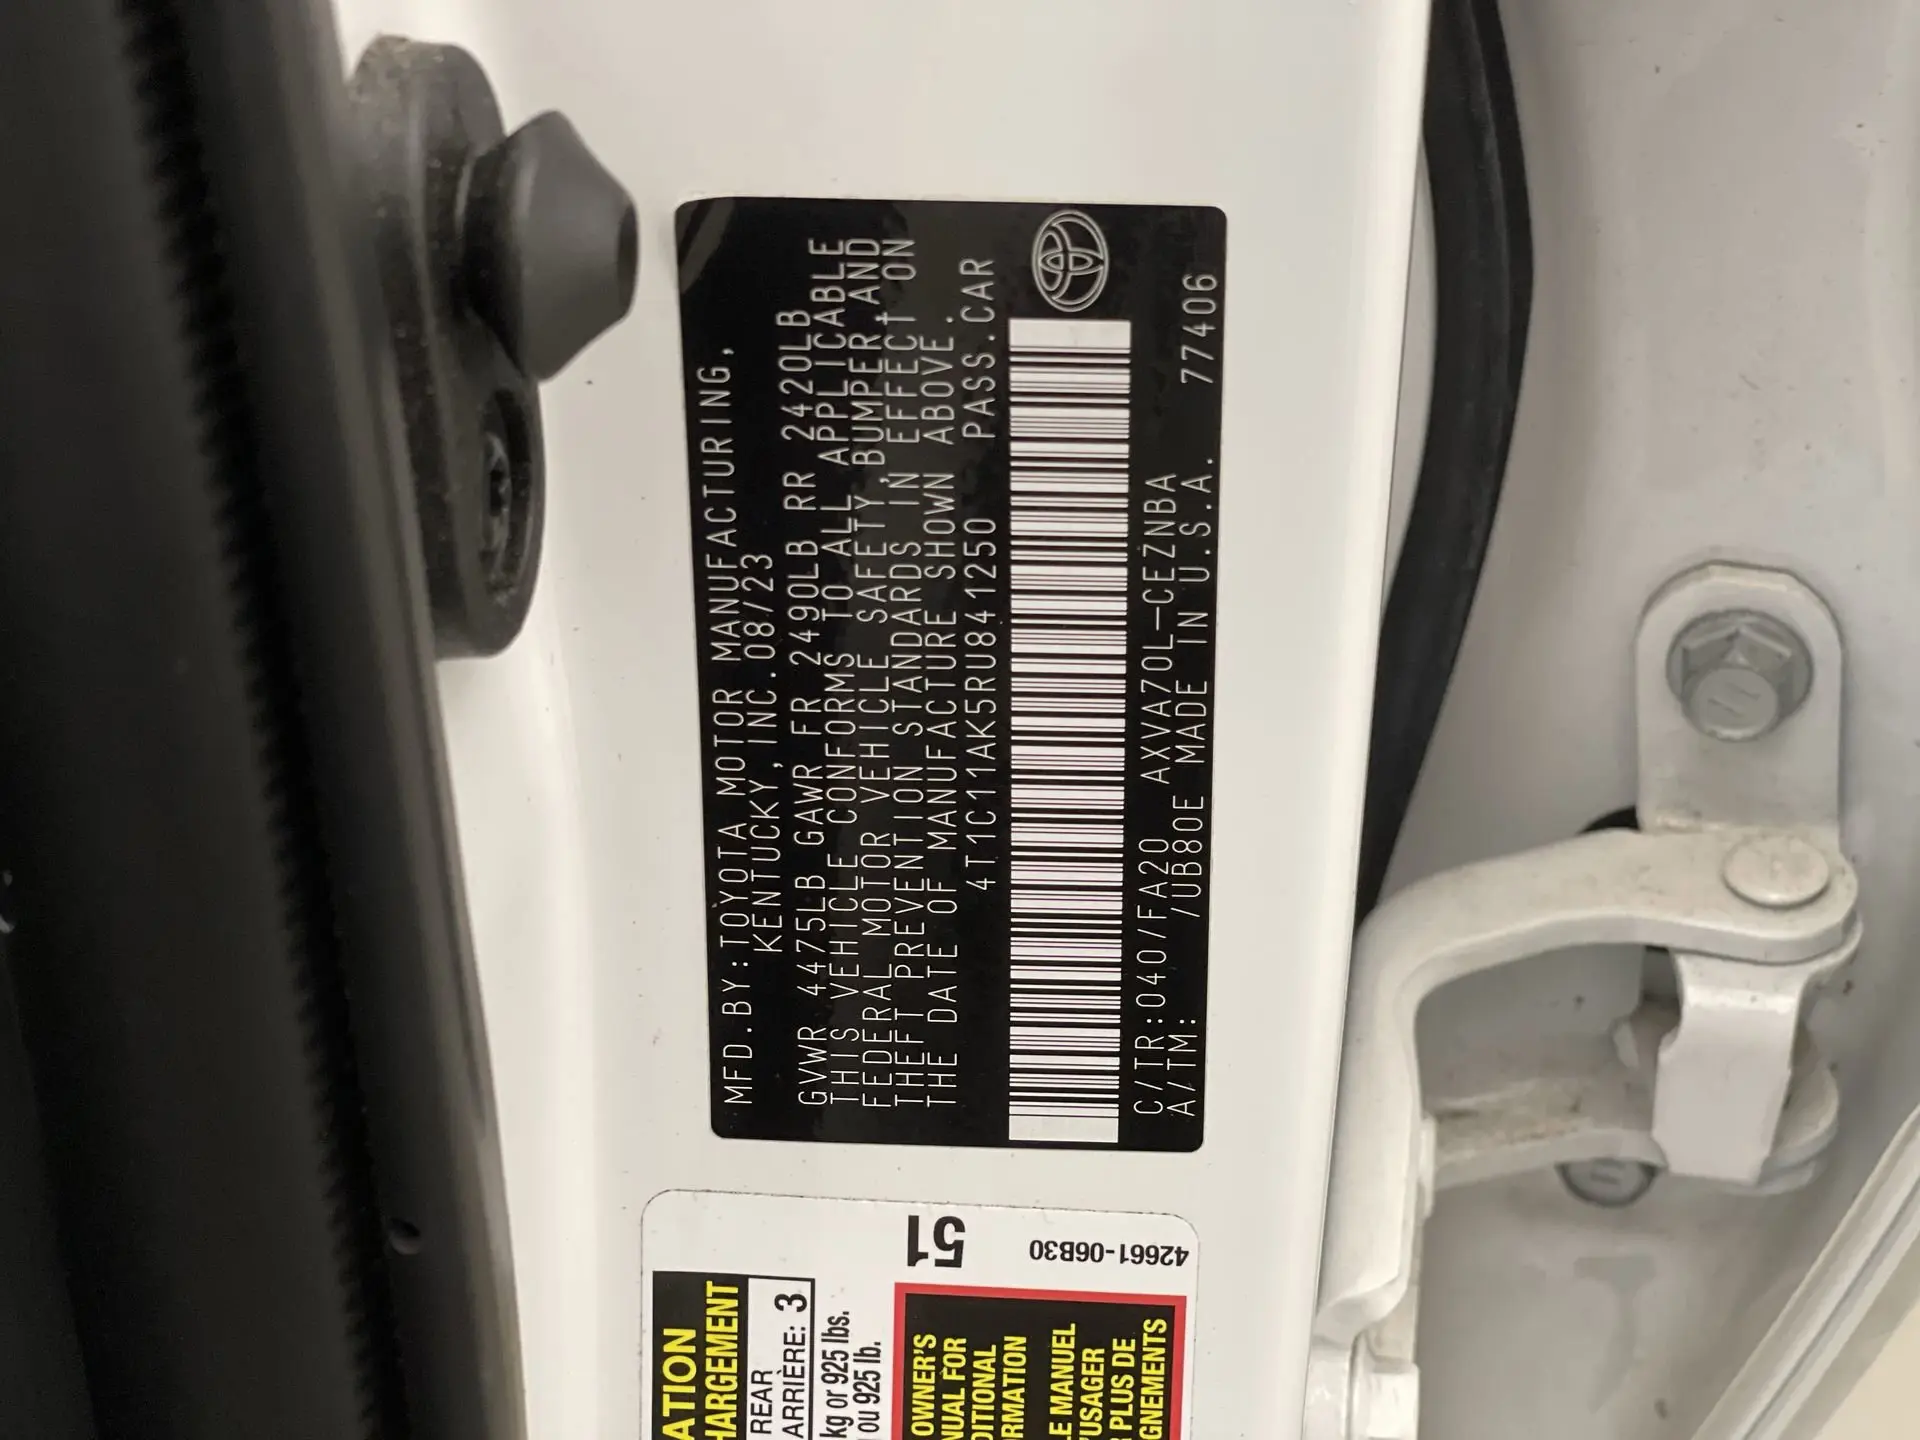 MFD.BY:TOYOTA MOTOR MANUFACTURING,
KENTUCKY,INC.08/23
GVWR 4475LB GAWR FR 2490LB RR 2420LB
THIS VEHICLE CONFORMS TO ALL APPLICABLE
FEDERAL MOTOR VEHICLE SAFETY,BUMPER,AND
THEFT PREVENTION STANDARDS IN EFFECT ON
THE DATE OF MANUFACTURE SHOWN ABOVE.
4T1C11AK5RU841250 PASS.CAR
C/TR:040/FA20 AXVA70L-CEZNBA
A/TM: /UB80E MADE IN U.S.A. 77406
51
42661-06B30
ATION
HARGEMENT
REAR
ARRIÈRE: 3
kg or 925 lbs.
ou 925 lb.
OWNER'S
NUAL FOR
DITIONAL
ORMATION
LE MANUEL
'USAGER
PLUS DE
GNEMENTS